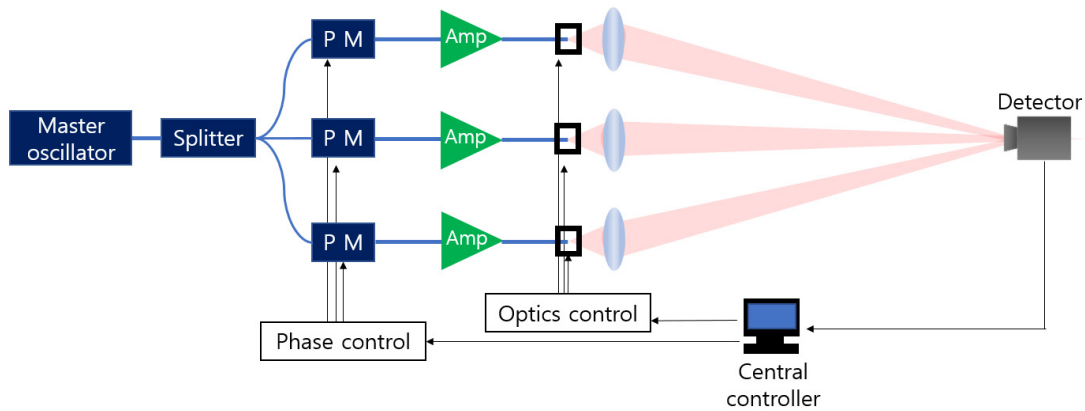 P M
Amp
Detector
Master
oscillator
Splitter
P M
Amp
P M
Amp
Optics control
Phase control
Central
controller